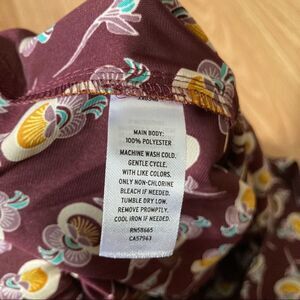 MAIN BODY:
100% POLYESTER
MACHINE WASH COLD.
GENTLE CYCLE.
WITH LIKE COLORS.
ONLY NON-CHLORINE
BLEACH IF NEEDED.
TUMBLE DRY LOW.
REMOVE PROMPTLY.
COOL IRON IF NEEDED.
RN58665
CA57963